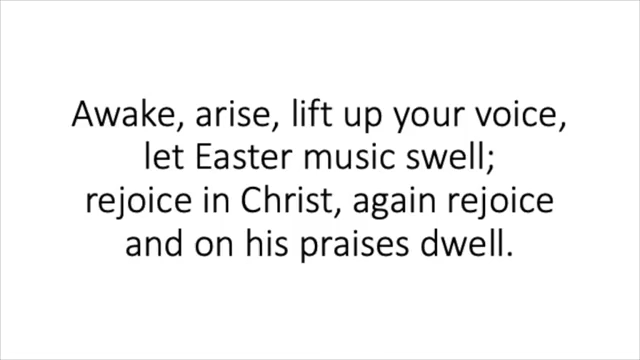 Awake, arise, lift up your voice,
let Easter music swell;
rejoice in Christ, again rejoice
and on his praises dwell.